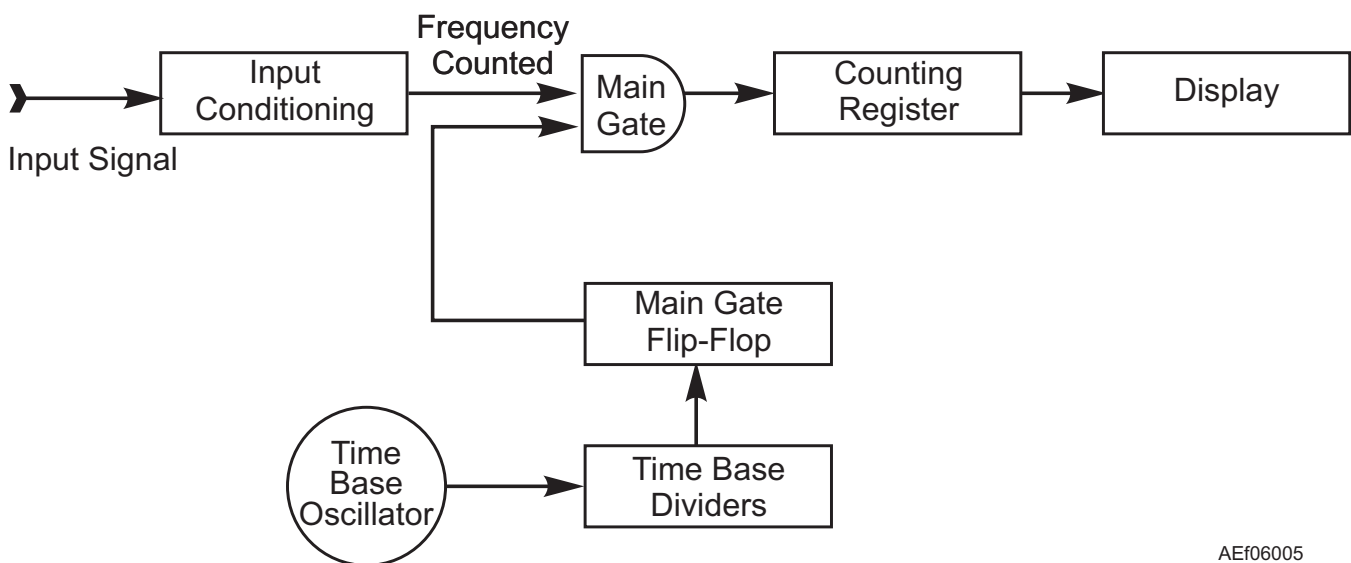 Input Signal
Input
Conditioning
Frequency
Counted
Main
Gate
Counting
Register
Display
Main Gate
Flip-Flop
Time
Base
Oscillator
Time Base
Dividers
AEf06005